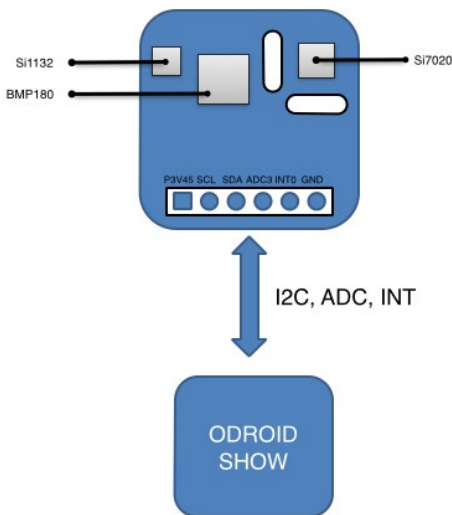 Si1132
Si7020
BMP180
P3V45 SCL SDA ADC3 INT0 GND
I2C, ADC, INT
ODROID
SHOW